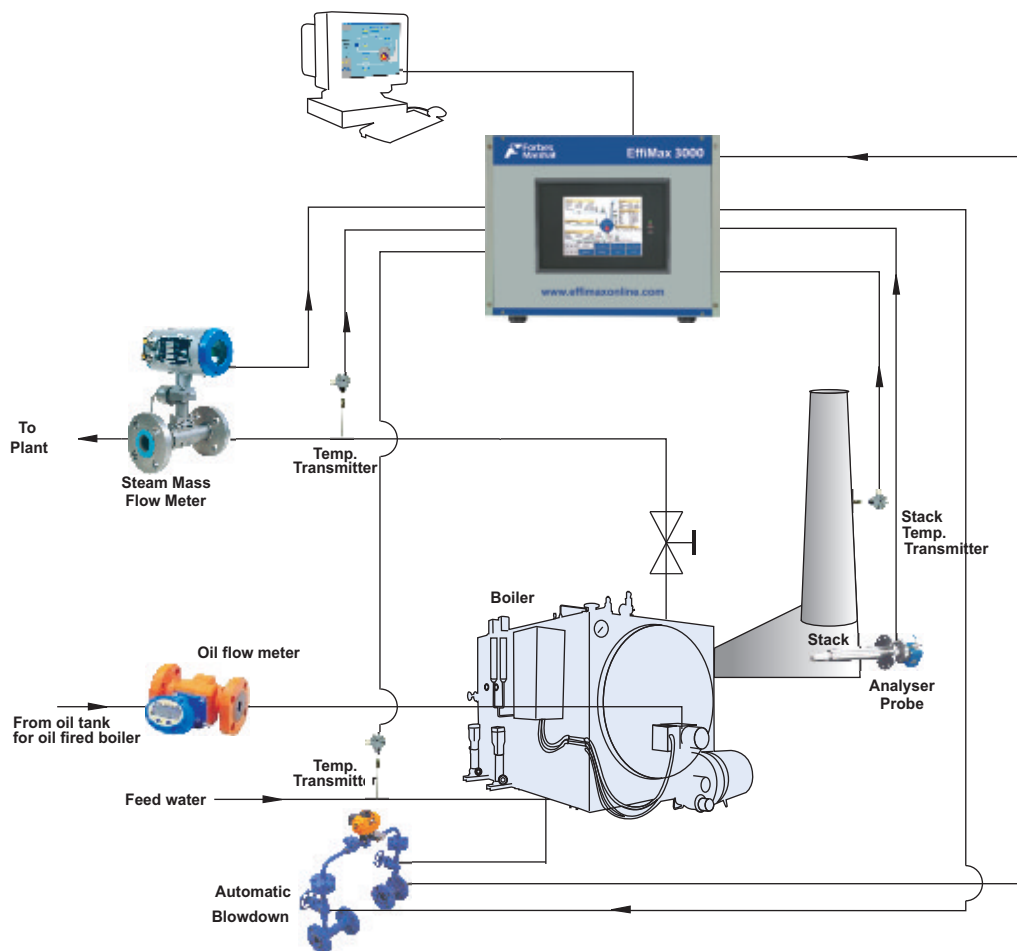 Forbes
Marshall
EffiMax 3000
www.effimaxonline.com
To
Plant
Steam Mass
Flow Meter
Temp.
Transmitter
Stack
Temp.
Transmitter
Boiler
Stack
Analyser
Probe
Oil flow meter
From oil tank
for oil fired boiler
Temp.
Transmitter
Feed water
Automatic
Blowdown